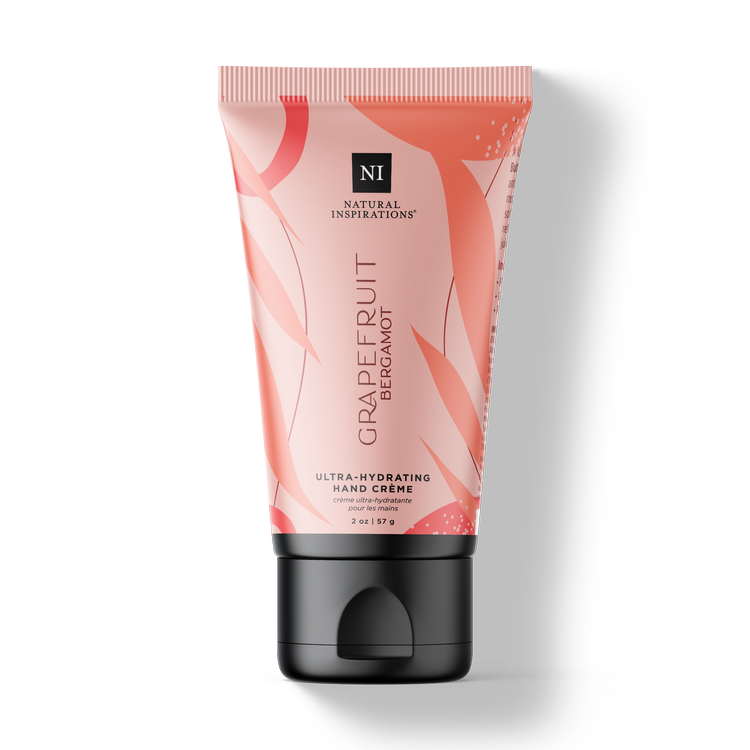 NI
NATURAL
INSPIRATIONS®
GRAPEFRUIT
BERGAMOT
ULTRA-HYDRATING
HAND CRÈME
crème ultra-hydratante
pour les mains
2 oz | 57 g